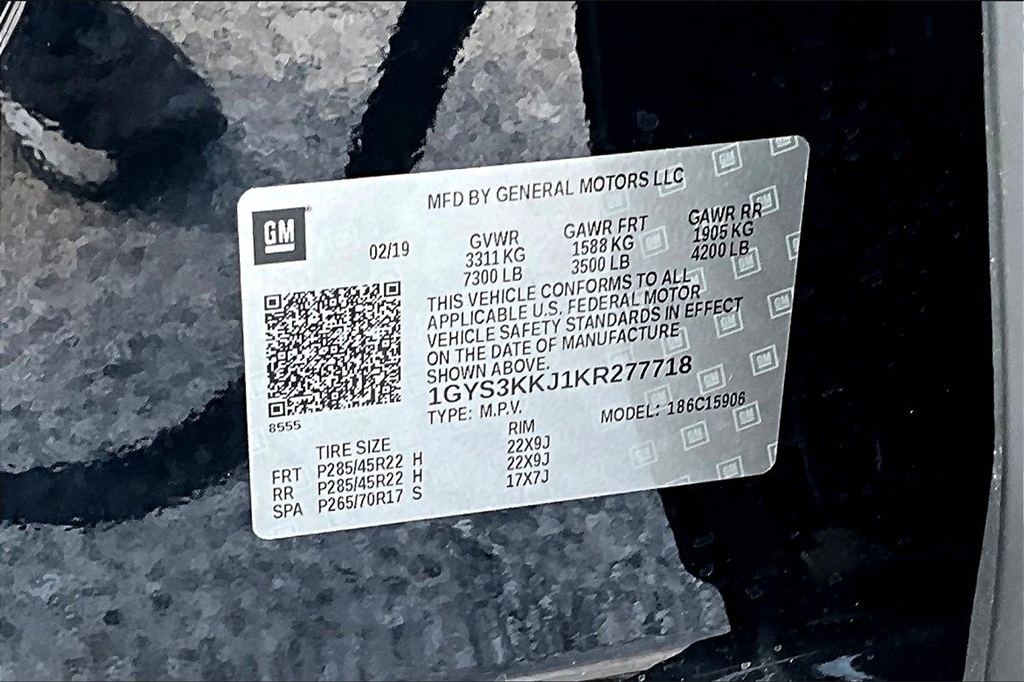 MFD BY GENERAL MOTORS LLC
GM
02/19
GVWR GAWR FRT GAWR RR
3311 KG 1588 KG 1905 KG
7300 LB 3500 LB 4200 LB
THIS VEHICLE CONFORMS TO ALL
APPLICABLE U.S. FEDERAL MOTOR
VEHICLE SAFETY STANDARDS IN EFFECT
ON THE DATE OF MANUFACTURE
SHOWN ABOVE.
1GYS3KKJ1KR277718
8555
TYPE: M.P.V. MODEL: 186C15906
TIRE SIZE RIM
FRT P285/45R22 H 22X9J
RR P285/45R22 H 22X9J
SPA P265/70R17 S 17X7J